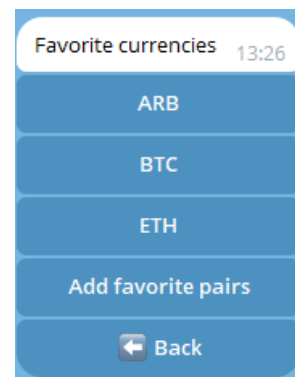 Favorite currencies 13:26
ARB
BTC
ETH
Add favorite pairs
⬅️ Back